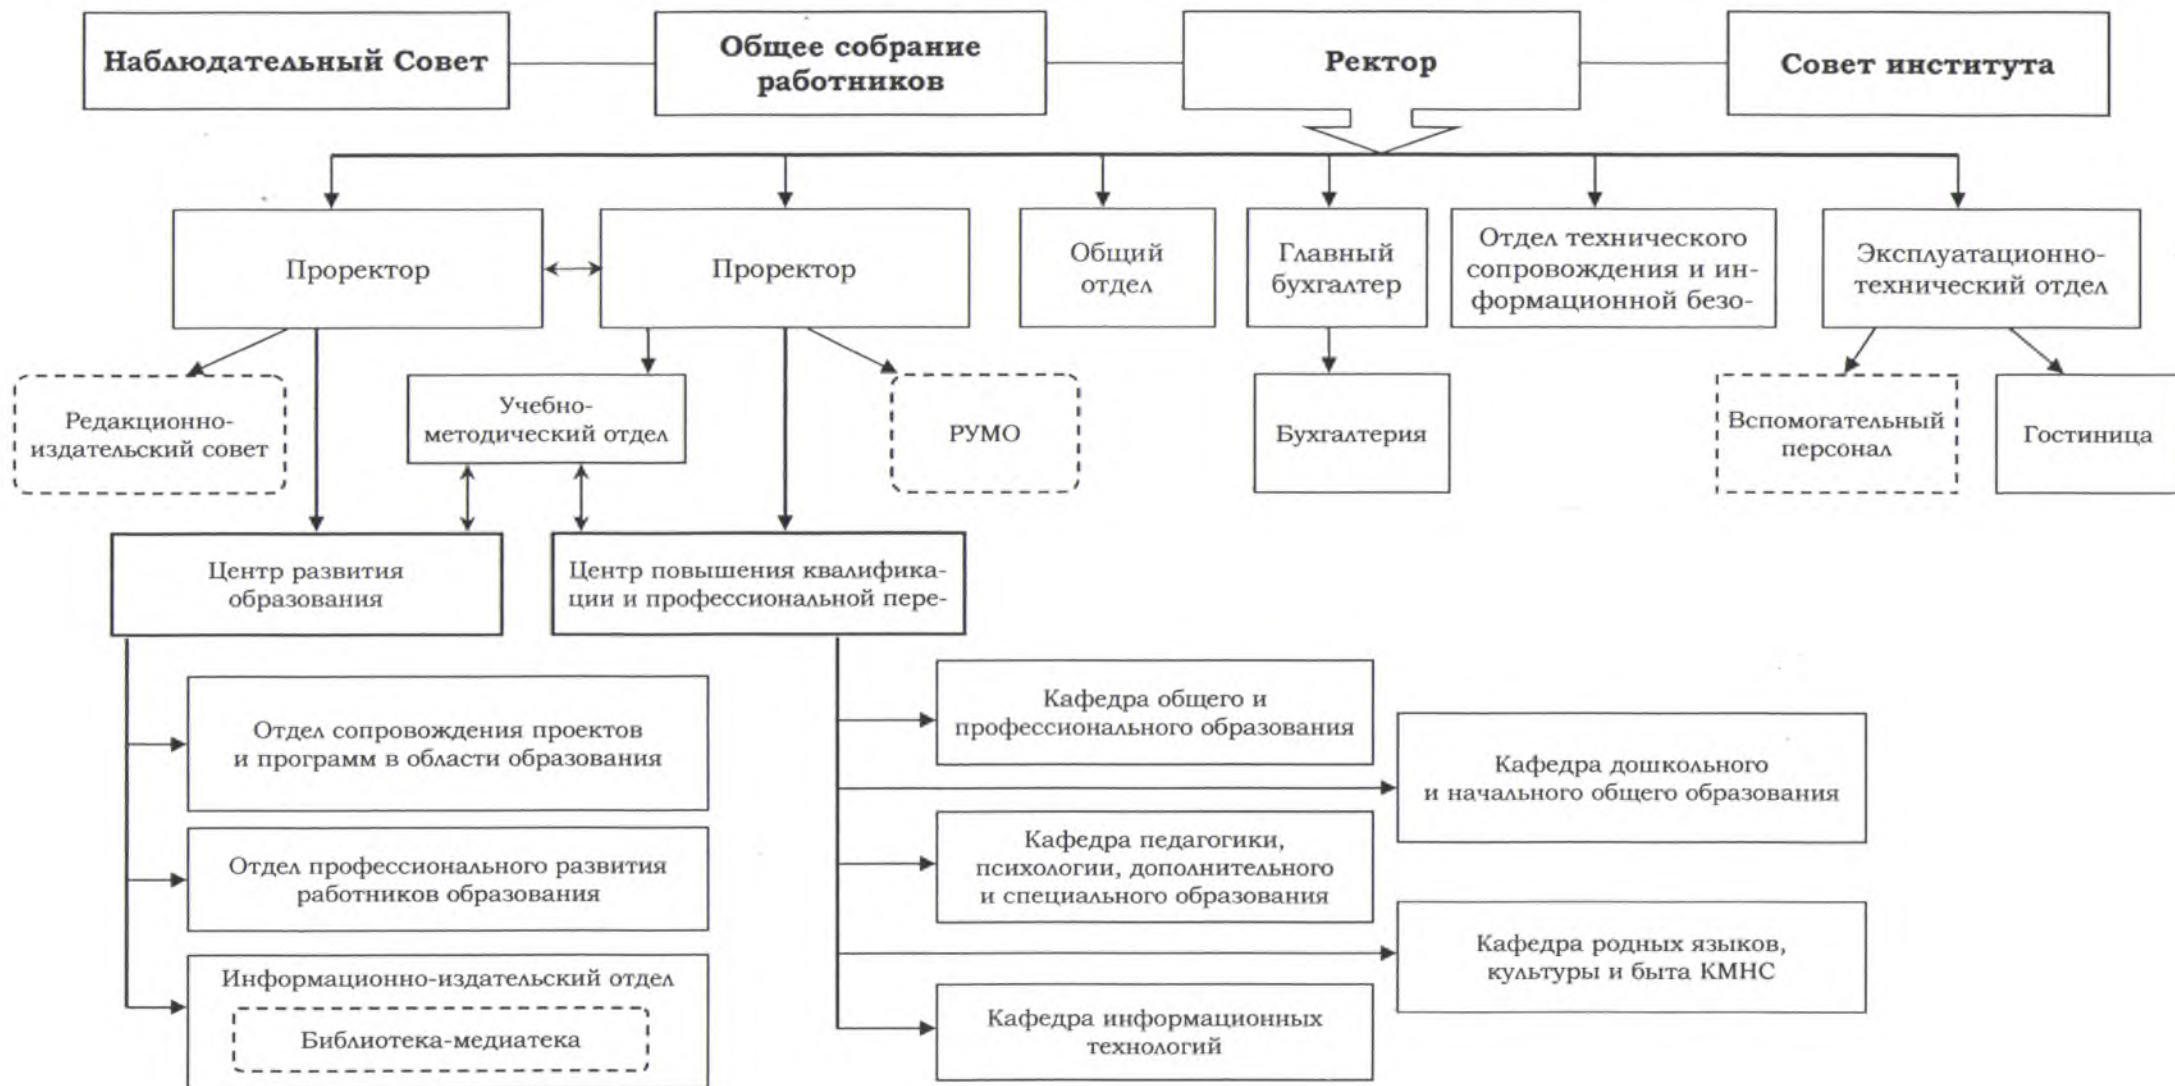 Наблюдательный Совет
Общее собрание
работников
Ректор
Совет института
Проректор
Проректор
Общий
отдел
Главный
бухгалтер
Отдел технического
сопровождения и ин-
формационной безо-
Эксплуатационно-
технический отдел
Редакционно-
издательский совет
Учебно-
методический отдел
РУМО
Бухгалтерия
Вспомогательный
персонал
Гостиница
Центр развития
образования
Центр повышения квалифика-
ции и профессиональной пере-
Отдел сопровождения проектов
и программ в области образования
Отдел профессионального развития
работников образования
Информационно-издательский отдел
Библиотека-медиатека
Кафедра общего и
профессионального образования
Кафедра дошкольного
и начального общего образования
Кафедра педагогики,
психологии, дополнительного
и специального образования
Кафедра родных языков,
культуры и быта КМНС
Кафедра информационных
технологий